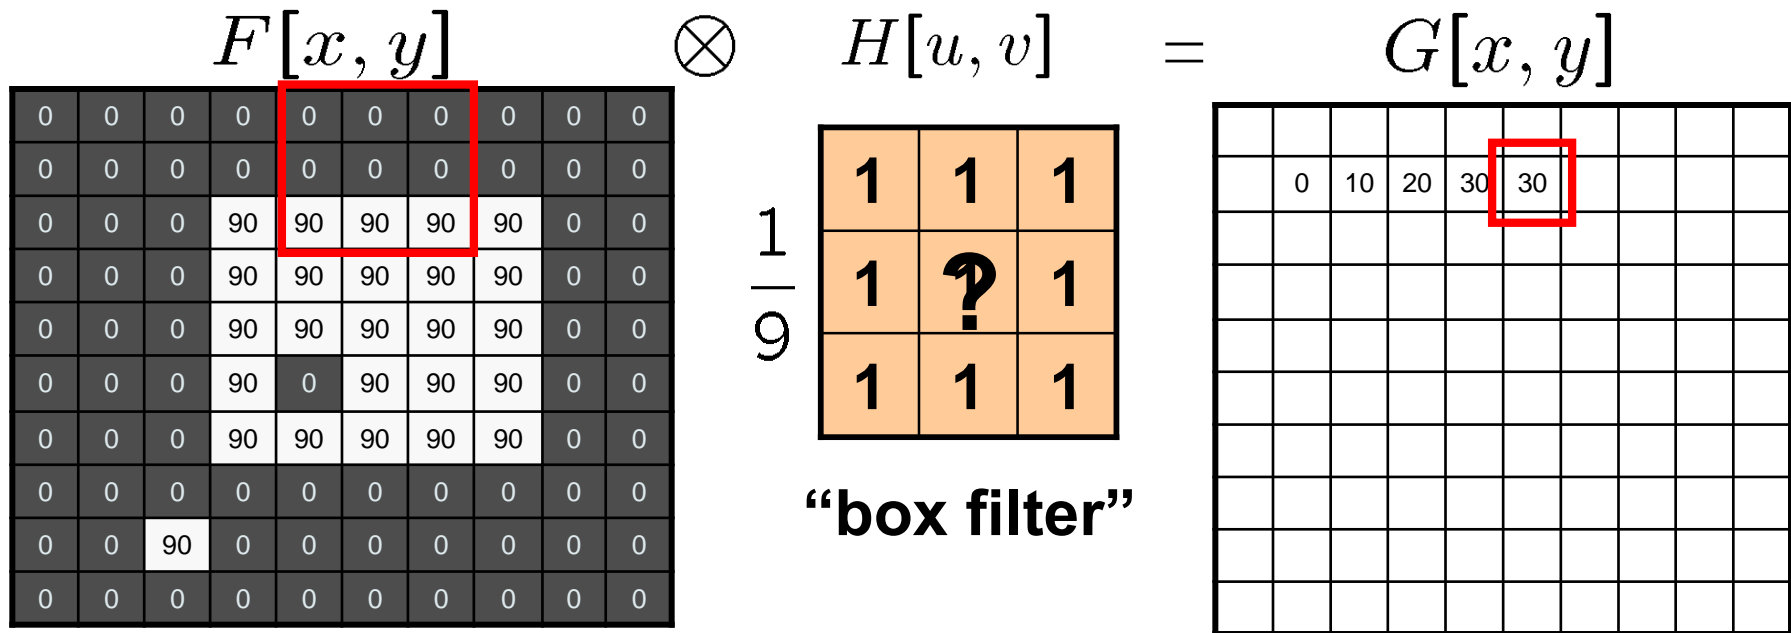 F[x, y] ⊗ H[u, v] = G[x, y]
0 0 0 0 0 0 0 0 0 0
0 0 0 0 0 0 0 0 0 0
0 0 0 90 90 90 90 90 0 0
0 0 0 90 90 90 90 90 0 0
0 0 0 90 90 90 90 90 0 0
0 0 0 90 0 90 90 90 0 0
0 0 0 90 90 90 90 90 0 0
0 0 0 0 0 0 0 0 0 0
0 0 90 0 0 0 0 0 0 0
0 0 0 0 0 0 0 0 0 0
1
9
1 1 1
1 1? 1
1 1 1
“box filter”
0 10 20 30 30